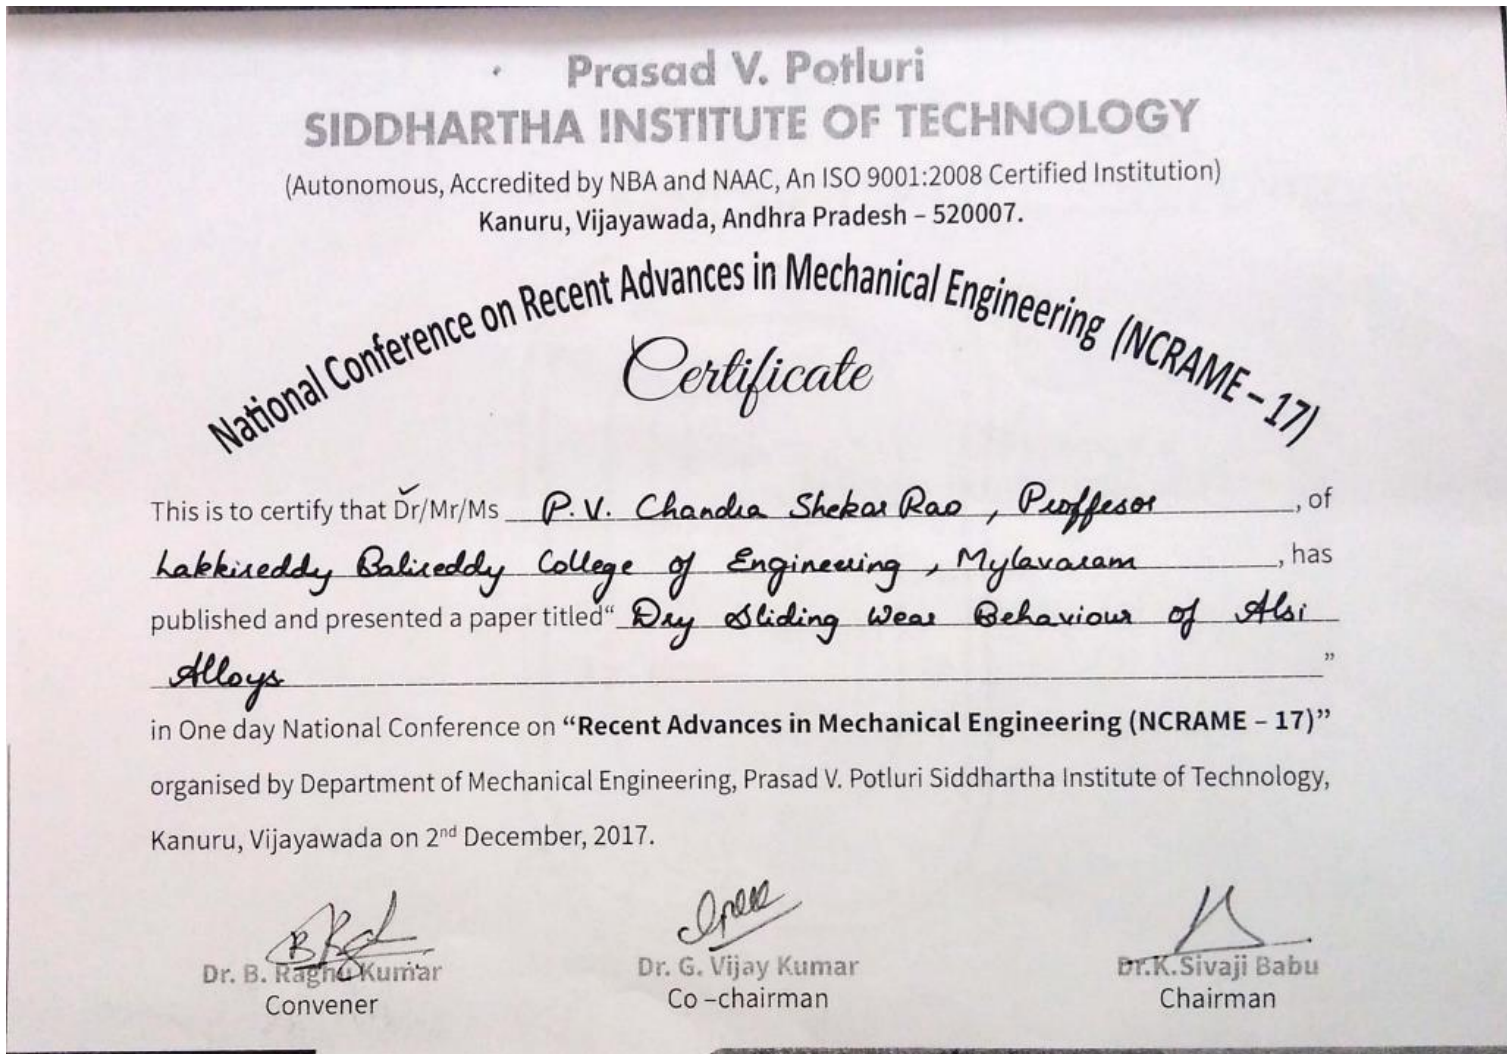 Prasad V. Potluri
SIDDHARTHA INSTITUTE OF TECHNOLOGY
(Autonomous, Accredited by NBA and NAAC, An ISO 9001:2008 Certified Institution)
Kanuru, Vijayawada, Andhra Pradesh – 520007.
National Conference on Recent Advances in Mechanical Engineering (NCRAME – 17)
Certificate
This is to certify that Dr/Mr/Ms P.V. Chandra Shekar Rao, Proffesor, of
Lakkireddy Balireddy College of Engineering, Mylavaram, has
published and presented a paper titled“ Dry Sliding Wear Behaviour of Alsi
Alloys ”
in One day National Conference on “Recent Advances in Mechanical Engineering (NCRAME – 17)”
organised by Department of Mechanical Engineering, Prasad V. Potluri Siddhartha Institute of Technology,
Kanuru, Vijayawada on 2nd December, 2017.
Dr. B. Raghu Kumar Dr. G. Vijay Kumar Dr.K.Sivaji Babu
Convener Co –chairman Chairman